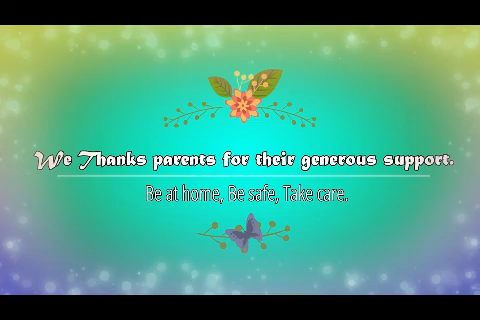 We Thanks parents for their generous support.
Be at home, Be safe, Take care.